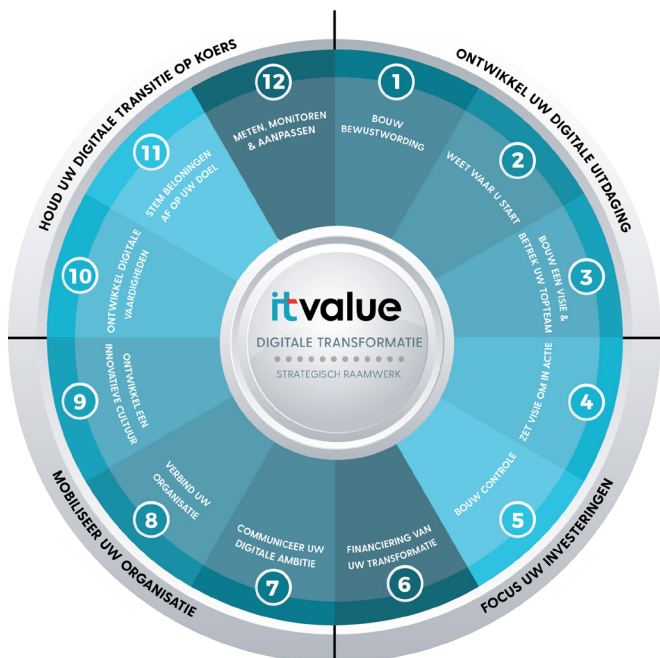 ONTWIKKEL UW DIGITALE UITDAGING
1
BOUW
BEWUSTWORDING
2
WEET WAAR U START
3
BOUW EEN VISIE &
BETREK UW TOPTEAM
FOCUS UW INVESTERINGEN
4
ZET VISIE OM IN ACTIE
5
BOUW CONTROLE
6
FINANCIERING VAN
UW TRANSFORMATIE
MOBILISEER UW ORGANISATIE
7
COMMUNICEER UW
DIGITALE AMBITIE
8
VERBIND UW
ORGANISATIE
9
ONTWIKKEL EEN
INNOVATIEVE CULTUUR
HOUD UW DIGITALE TRANSITIE OP KOERS
10
ONTWIKKEL DIGITALE
VAARDIGHEDEN
11
STEM BELONINGEN
AF OP UW DOEL
12
METEN, MONITOREN
& AANPASSEN
itvalue
DIGITALE TRANSFORMATIE
STRATEGISCH RAAMWERK